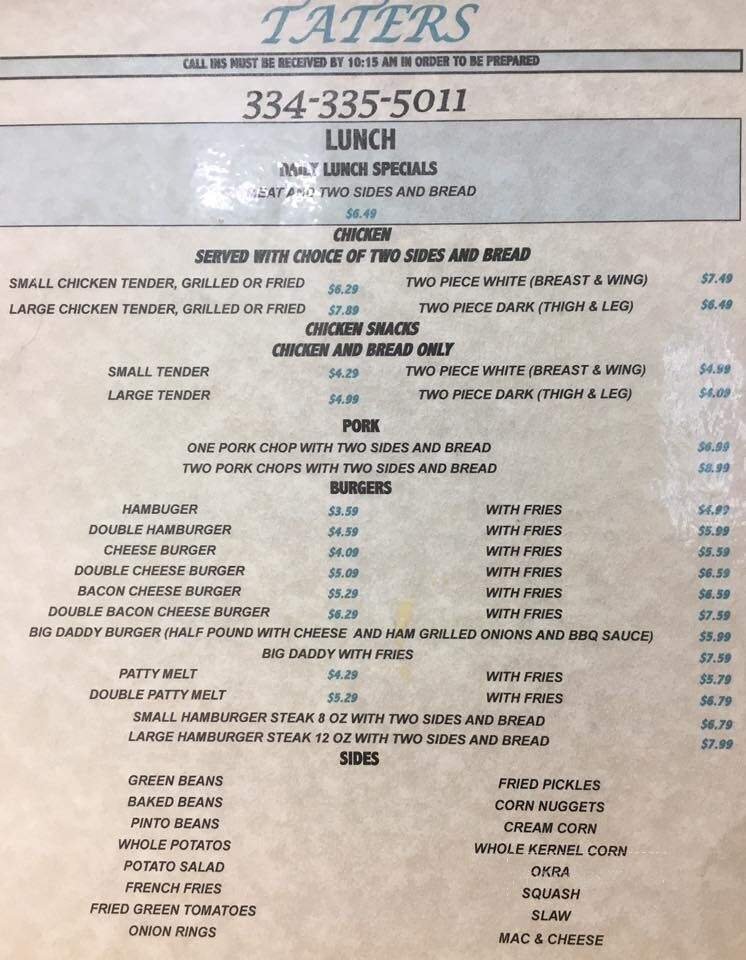 TATERS
CALL INS MUST BE RECEIVED BY 10:15 AM IN ORDER TO BE PREPARED
334-335-5011
LUNCH
DAILY LUNCH SPECIALS
MEAT AND TWO SIDES AND BREAD
$6.49
CHICKEN
SERVED WITH CHOICE OF TWO SIDES AND BREAD
SMALL CHICKEN TENDER, GRILLED OR FRIED $6.29 TWO PIECE WHITE (BREAST & WING) $7.49
LARGE CHICKEN TENDER, GRILLED OR FRIED $7.89 TWO PIECE DARK (THIGH & LEG) $6.49
CHICKEN SNACKS
CHICKEN AND BREAD ONLY
SMALL TENDER $4.29 TWO PIECE WHITE (BREAST & WING) $4.99
LARGE TENDER $4.99 TWO PIECE DARK (THIGH & LEG) $4.09
PORK
ONE PORK CHOP WITH TWO SIDES AND BREAD $6.99
TWO PORK CHOPS WITH TWO SIDES AND BREAD $8.99
BURGERS
HAMBUGER $3.59 WITH FRIES $4.99
DOUBLE HAMBURGER $4.59 WITH FRIES $5.99
CHEESE BURGER $4.09 WITH FRIES $5.59
DOUBLE CHEESE BURGER $5.09 WITH FRIES $6.59
BACON CHEESE BURGER $5.29 WITH FRIES $6.59
DOUBLE BACON CHEESE BURGER $6.29 WITH FRIES $7.59
BIG DADDY BURGER (HALF POUND WITH CHEESE AND HAM GRILLED ONIONS AND BBQ SAUCE) $5.99
BIG DADDY WITH FRIES $7.59
PATTY MELT $4.29 WITH FRIES $5.79
DOUBLE PATTY MELT $5.29 WITH FRIES $6.79
SMALL HAMBURGER STEAK 8 OZ WITH TWO SIDES AND BREAD $6.79
LARGE HAMBURGER STEAK 12 OZ WITH TWO SIDES AND BREAD $7.99
SIDES
GREEN BEANS FRIED PICKLES
BAKED BEANS CORN NUGGETS
PINTO BEANS CREAM CORN
WHOLE POTATOS WHOLE KERNEL CORN
POTATO SALAD OKRA
FRENCH FRIES SQUASH
FRIED GREEN TOMATOES SLAW
ONION RINGS MAC & CHEESE